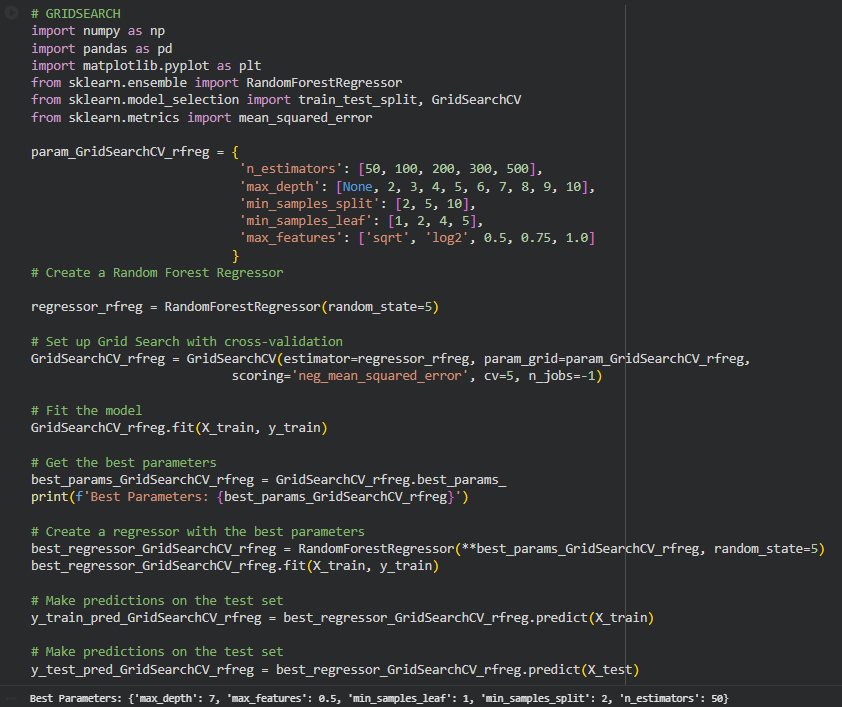 # GRIDSEARCH
import numpy as np
import pandas as pd
import matplotlib.pyplot as plt
from sklearn.ensemble import RandomForestRegressor
from sklearn.model_selection import train_test_split, GridSearchCV
from sklearn.metrics import mean_squared_error

param_GridSearchCV_rfreg = {
                            'n_estimators': [50, 100, 200, 300, 500],
                            'max_depth': [None, 2, 3, 4, 5, 6, 7, 8, 9, 10],
                            'min_samples_split': [2, 5, 10],
                            'min_samples_leaf': [1, 2, 4, 5],
                            'max_features': ['sqrt', 'log2', 0.5, 0.75, 1.0]
                           }
# Create a Random Forest Regressor

regressor_rfreg = RandomForestRegressor(random_state=5)

# Set up Grid Search with cross-validation
GridSearchCV_rfreg = GridSearchCV(estimator=regressor_rfreg, param_grid=param_GridSearchCV_rfreg,
                           scoring='neg_mean_squared_error', cv=5, n_jobs=-1)

# Fit the model
GridSearchCV_rfreg.fit(X_train, y_train)

# Get the best parameters
best_params_GridSearchCV_rfreg = GridSearchCV_rfreg.best_params_
print(f'Best Parameters: {best_params_GridSearchCV_rfreg}')

# Create a regressor with the best parameters
best_regressor_GridSearchCV_rfreg = RandomForestRegressor(**best_params_GridSearchCV_rfreg, random_state=5)
best_regressor_GridSearchCV_rfreg.fit(X_train, y_train)

# Make predictions on the test set
y_train_pred_GridSearchCV_rfreg = best_regressor_GridSearchCV_rfreg.predict(X_train)

# Make predictions on the test set
y_test_pred_GridSearchCV_rfreg = best_regressor_GridSearchCV_rfreg.predict(X_test)
Best Parameters: {'max_depth': 7, 'max_features': 0.5, 'min_samples_leaf': 1, 'min_samples_split': 2, 'n_estimators': 50}